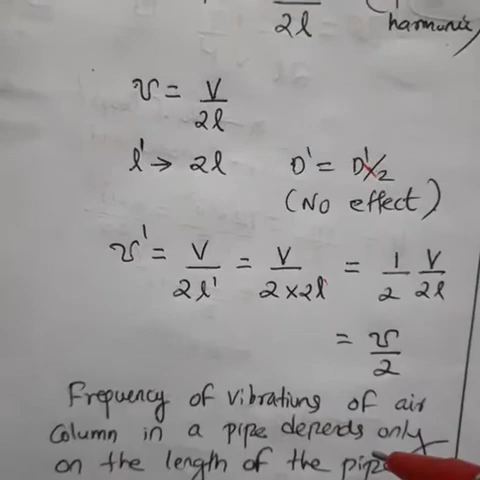 2l (harmonic)
υ = V/2l
l' → 2l D' = D'/2
(No effect)
υ' = V/2l' = V/2×2l = 1/2 V/2l
= υ/2
Frequency of vibrations of air
column in a pipe depends only
on the length of the pipe